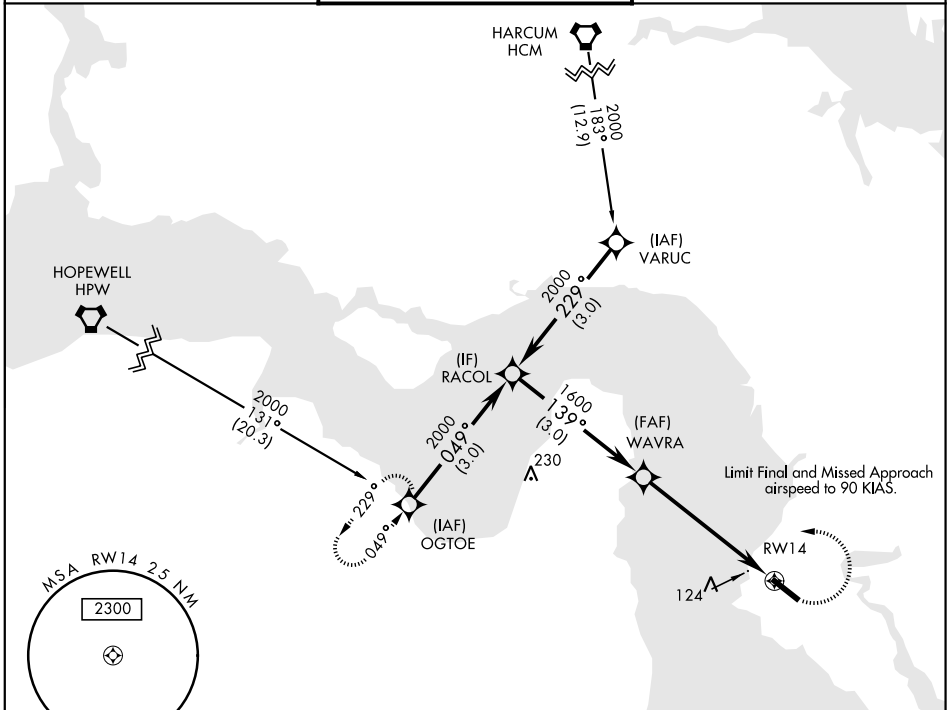 HARCUM
HCM
2000
183°
(12.9)
(IAF)
VARUC
HOPEWELL
HPW
2000
229°
(3.0)
(IF)
RACOL
2000
131°
(20.3)
2000
049°
(3.0)
1600
139°
(3.0)
(FAF)
WAVRA
230
Limit Final and Missed Approach
airspeed to 90 KIAS.
229°
049°
(IAF)
OGTOE
RW14
124
MSA RW14 25 NM
2300